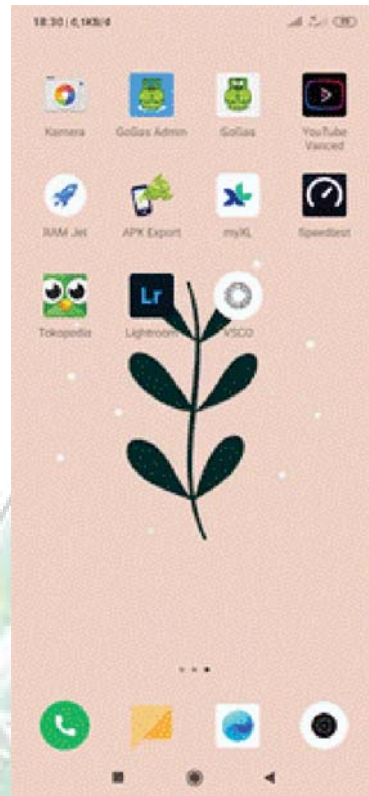 18:30 | 0,1KB/d
Kamera GoGas Admin GoGas YouTube
Vanced
RAM Jet APK Export myXL Speedtest
Tokopedia Lightroom VSCO
Lr